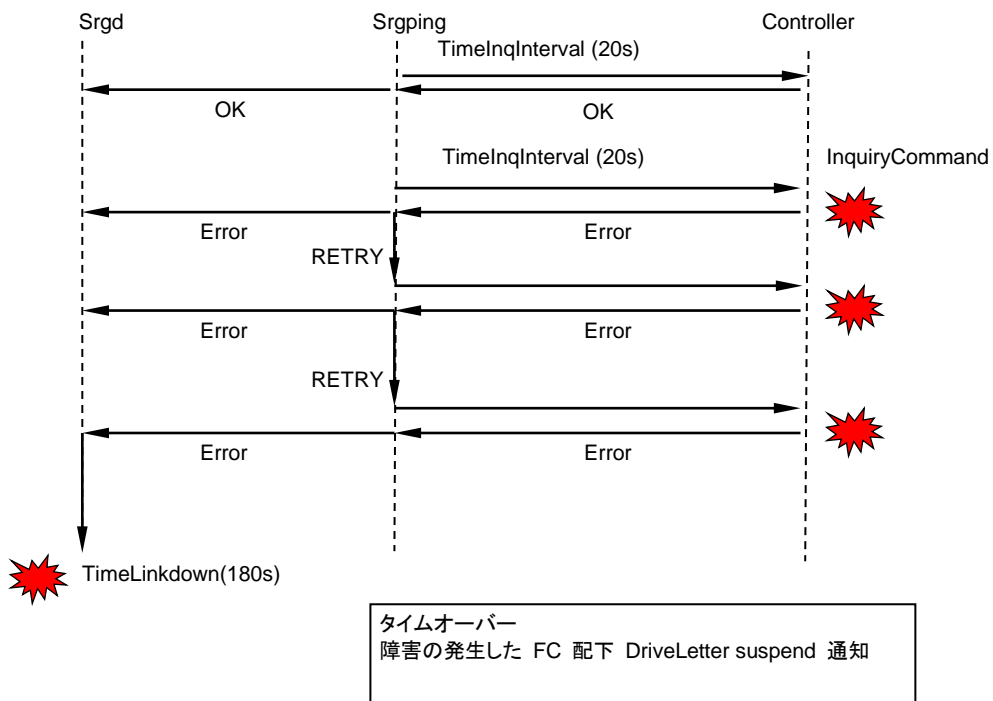 Srgd
Srgping
Controller
TimeInqInterval (20s)
OK
OK
TimeInqInterval (20s)
InquiryCommand
Error
Error
RETRY
Error
Error
RETRY
Error
Error
TimeLinkdown(180s)
タイムオーバー
障害の発生した FC 配下 DriveLetter suspend 通知